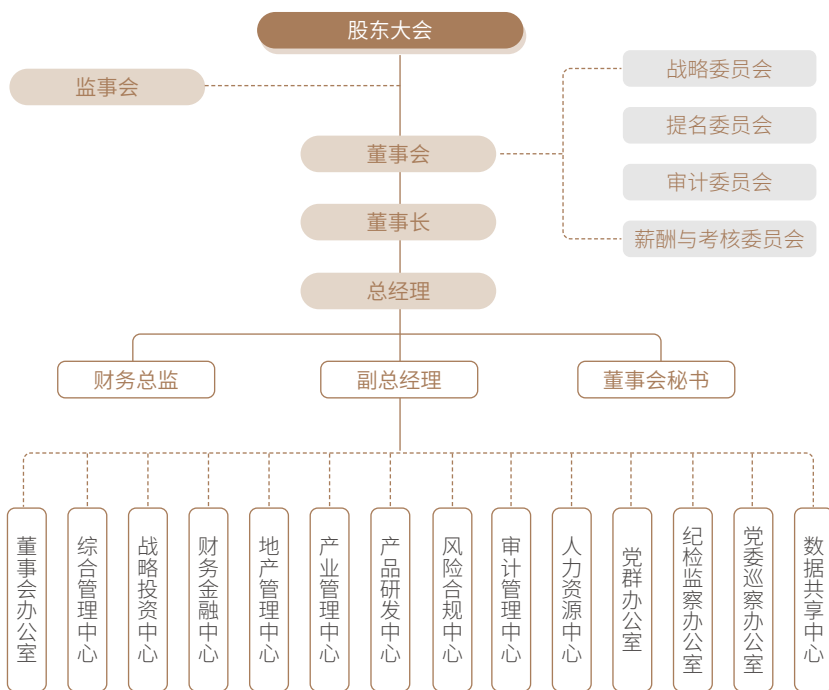 股东大会
监事会
战略委员会
提名委员会
董事会
审计委员会
董事长
薪酬与考核委员会
总经理
财务总监
副总经理
董事会秘书
董事会办公室
综合管理中心
战略投资中心
财务金融中心
地产管理中心
产业管理中心
产品研发中心
风险合规中心
审计管理中心
人力资源中心
党群办公室
纪检监察办公室
党委巡察办公室
数据共享中心